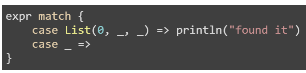 expr match {
    case List(0, _, _) => println("found it")
    case _ =>
}